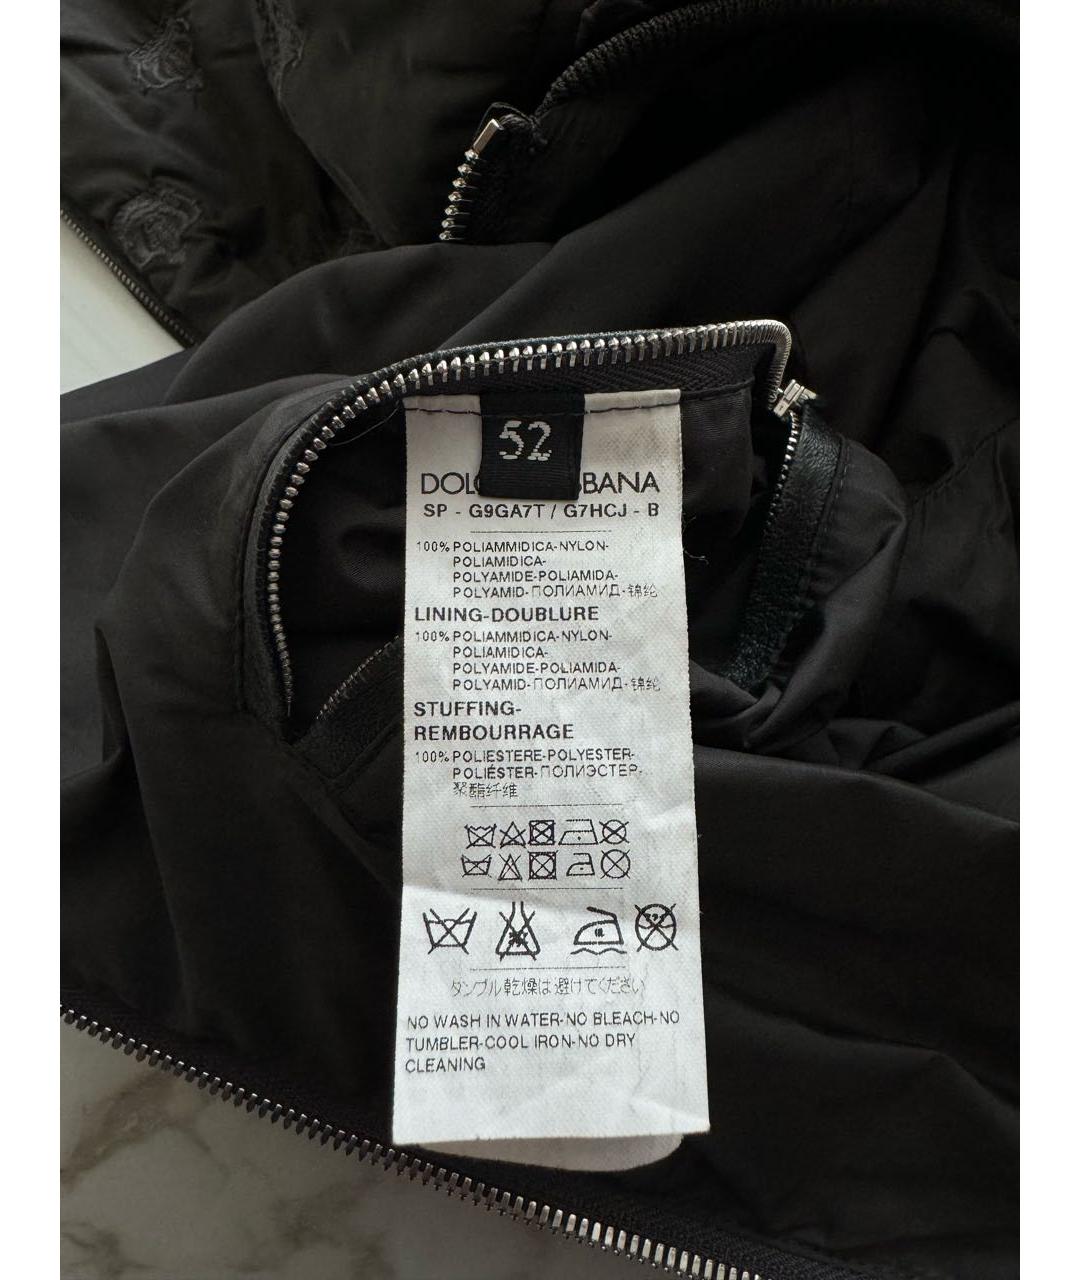 52
DOL BBANA
SP - G9GA7T / G7HCJ - B
100% POLIAMMIDICA-NYLON-
POLIAMIDICA-
POLYAMIDE-POLIAMIDA-
POLYAMID-ПОЛИАМИД-锦纶
LINING-DOUBLURE
100% POLIAMMIDICA-NYLON-
POLIAMIDICA-
POLYAMIDE-POLIAMIDA-
POLYAMID-ПОЛИАМИД-锦纶
STUFFING-
REMBOURRAGE
100% POLIESTERE-POLYESTER-
POLIÉSTER-ПОЛИЭСТЕР-
聚酯纤维
タンブル乾燥は避けてください
NO WASH IN WATER-NO BLEACH-NO
TUMBLER-COOL IRON-NO DRY
CLEANING